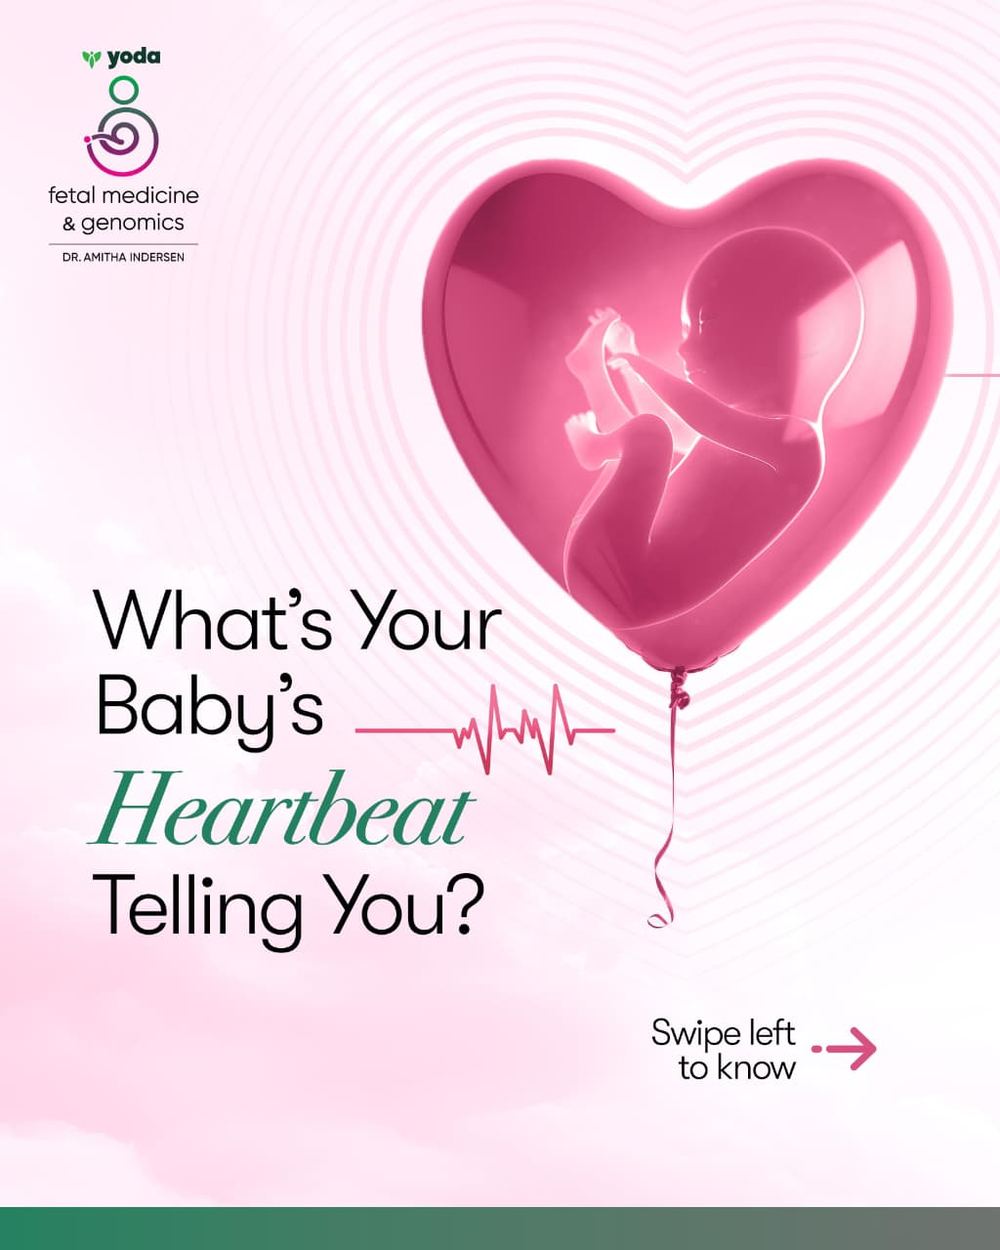 yoda
fetal medicine
& genomics
DR. AMITHA INDERSEN
What’s Your
Baby’s
Heartbeat
Telling You?
Swipe left
to know